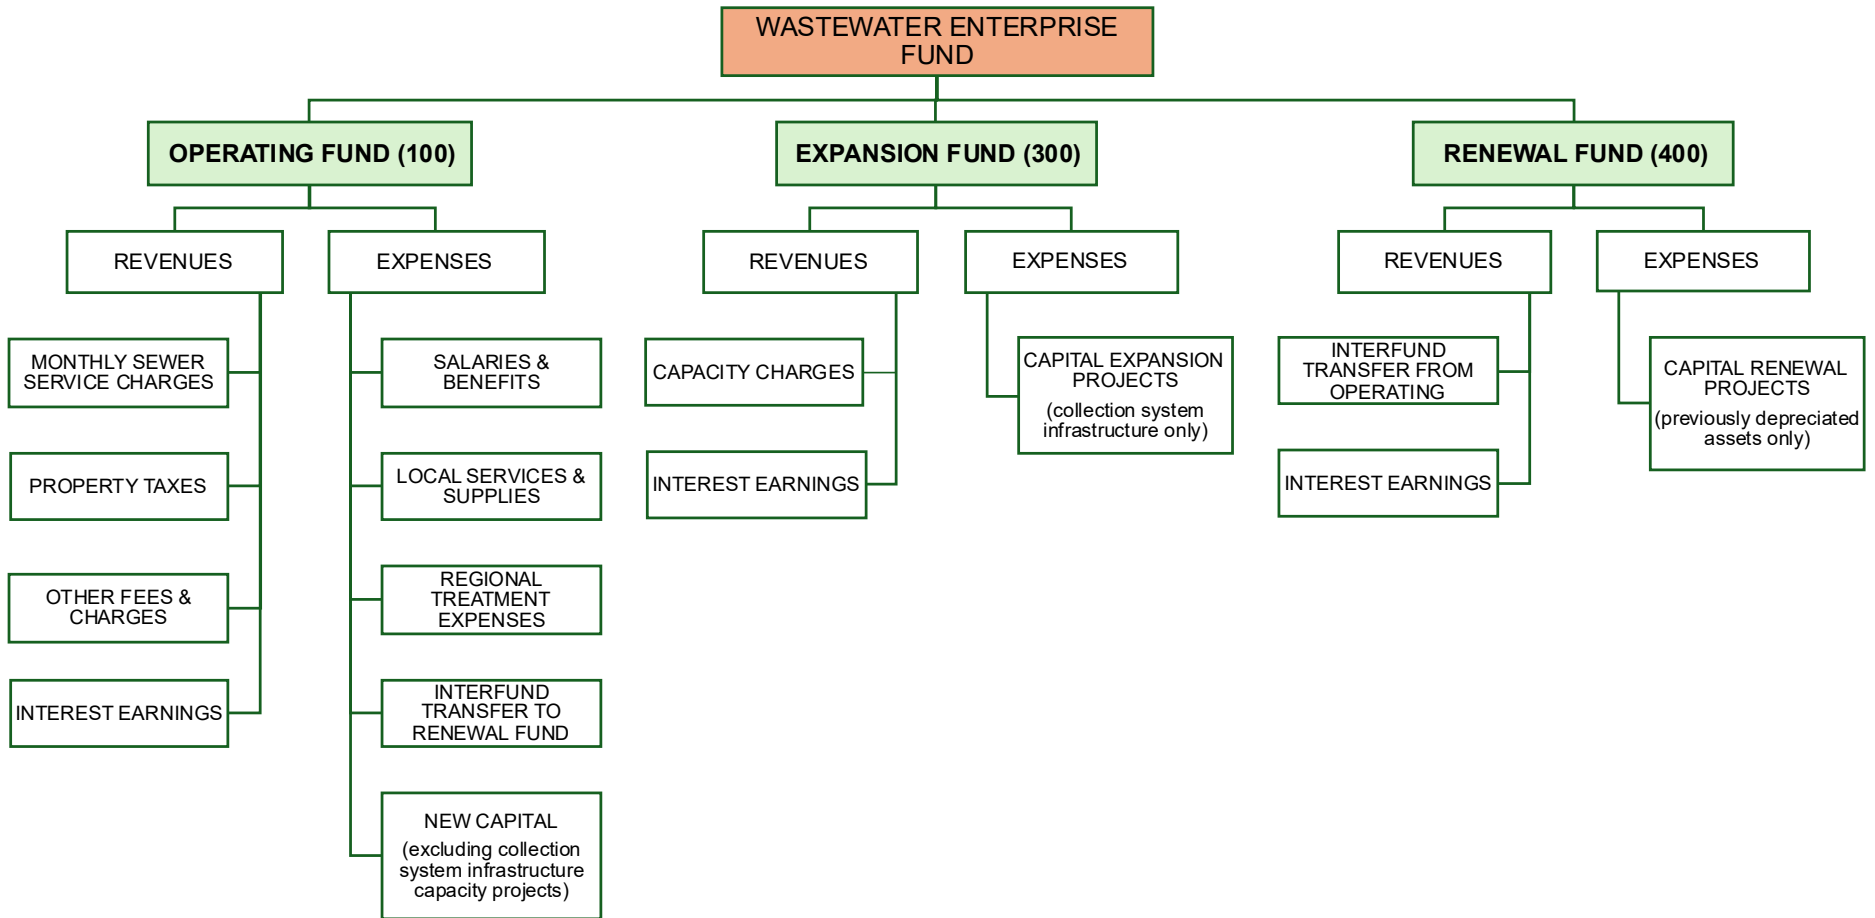 WASTEWATER ENTERPRISE
FUND
OPERATING FUND (100)
EXPANSION FUND (300)
RENEWAL FUND (400)
REVENUES
EXPENSES
REVENUES
EXPENSES
REVENUES
EXPENSES
MONTHLY SEWER
SERVICE CHARGES
PROPERTY TAXES
OTHER FEES &
CHARGES
INTEREST EARNINGS
SALARIES &
BENEFITS
LOCAL SERVICES &
SUPPLIES
REGIONAL
TREATMENT
EXPENSES
INTERFUND
TRANSFER TO
RENEWAL FUND
NEW CAPITAL
(excluding collection
system infrastructure
capacity projects)
CAPACITY CHARGES
INTEREST EARNINGS
CAPITAL EXPANSION
PROJECTS
(collection system
infrastructure only)
INTERFUND
TRANSFER FROM
OPERATING
INTEREST EARNINGS
CAPITAL RENEWAL
PROJECTS
(previously depreciated
assets only)